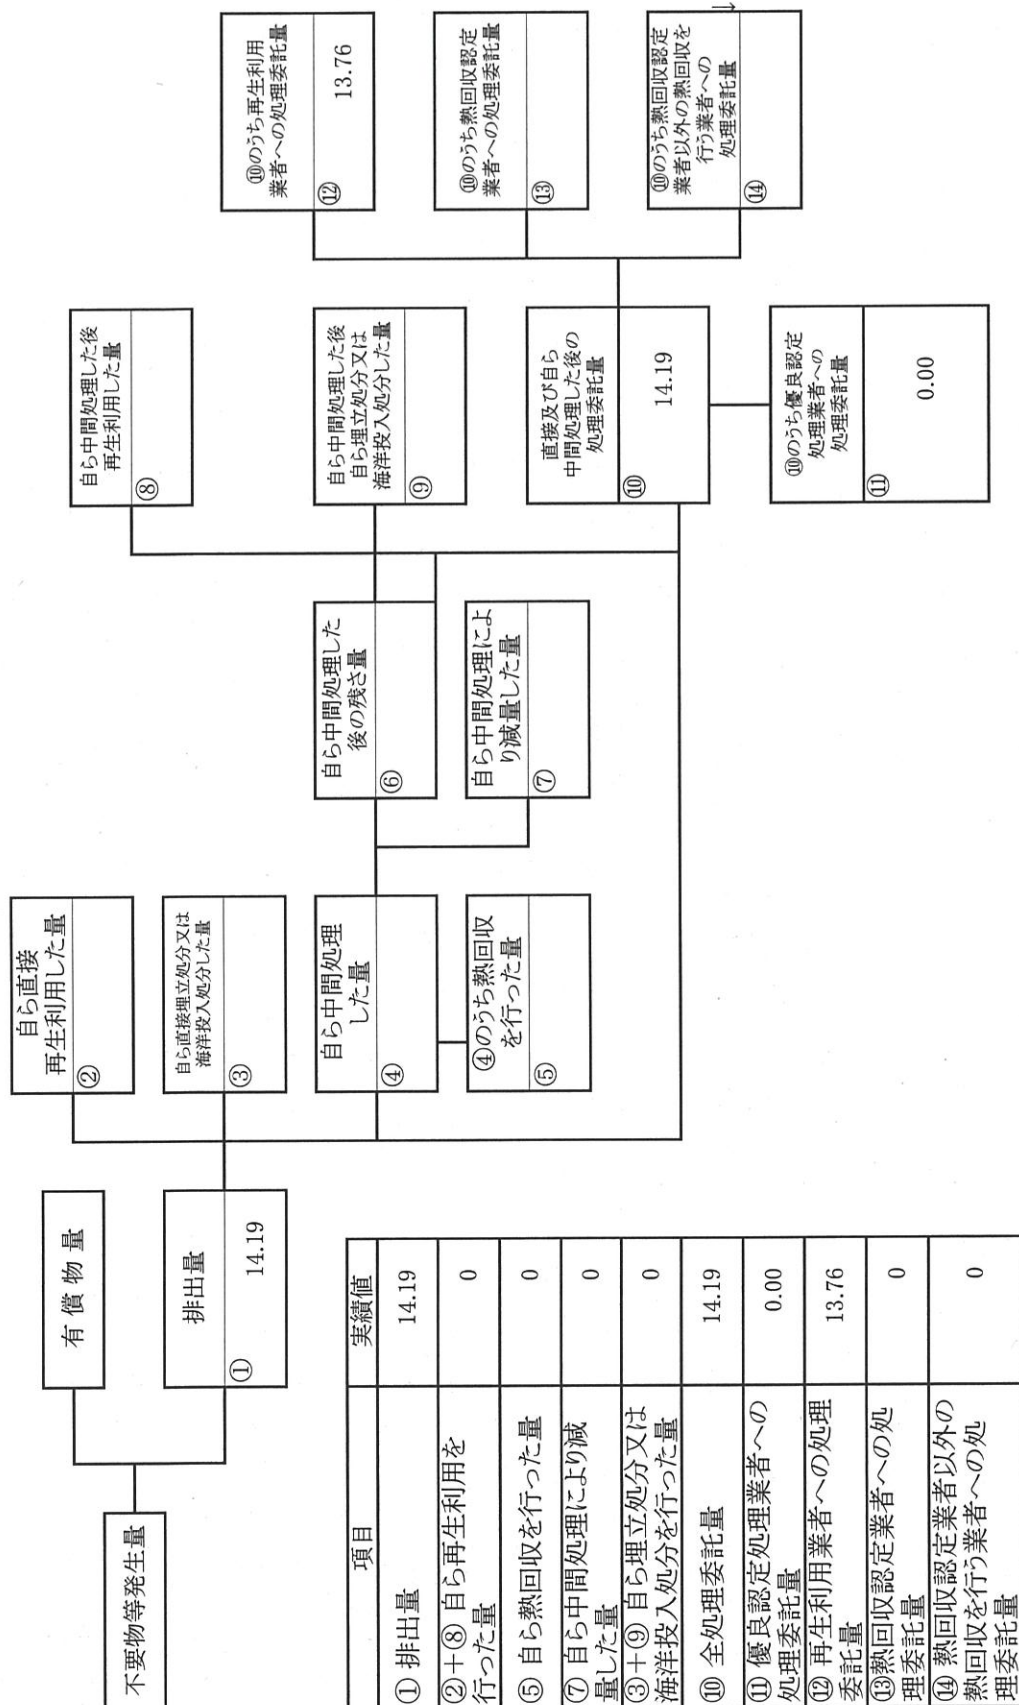 不要物等発生量
有 償 物 量
排出量
①
14.19
自ら直接
再生利用した量
②
自ら直接埋立処分又は
海洋投入処分した量
③
自ら中間処理
した量
④
④のうち熱回収
を行った量
⑤
自ら中間処理した
後の残さ量
⑥
自ら中間処理によ
り減量した量
⑦
自ら中間処理した後
再生利用した量
⑧
自ら中間処理した後
自ら埋立処分又は
海洋投入処分した量
⑨
直接及び自ら
中間処理した後の
処理委託量
⑩
14.19
⑩のうち優良認定
処理業者への
処理委託量
⑪
0.00
⑩のうち再生利用
業者への処理委託量
⑫
13.76
⑩のうち熱回収認定
業者への処理委託量
⑬
⑩のうち熱回収認定
業者以外の熱回収を
行う業者への
処理委託量
⑭
項目 実績値
① 排出量 14.19
②+⑧ 自ら再生利用を
行った量 0
⑤ 自ら熱回収を行った量 0
⑦ 自ら中間処理により減
量した量 0
③+⑨ 自ら埋立処分又は
海洋投入処分を行った量 0
⑩ 全処理委託量 14.19
⑪ 優良認定処理業者への
処理委託量 0.00
⑫ 再生利用業者への処理
委託量 13.76
⑬熱回収認定業者への処
理委託量 0
⑭ 熱回収認定業者以外の
熱回収を行う業者への処
理委託量 0